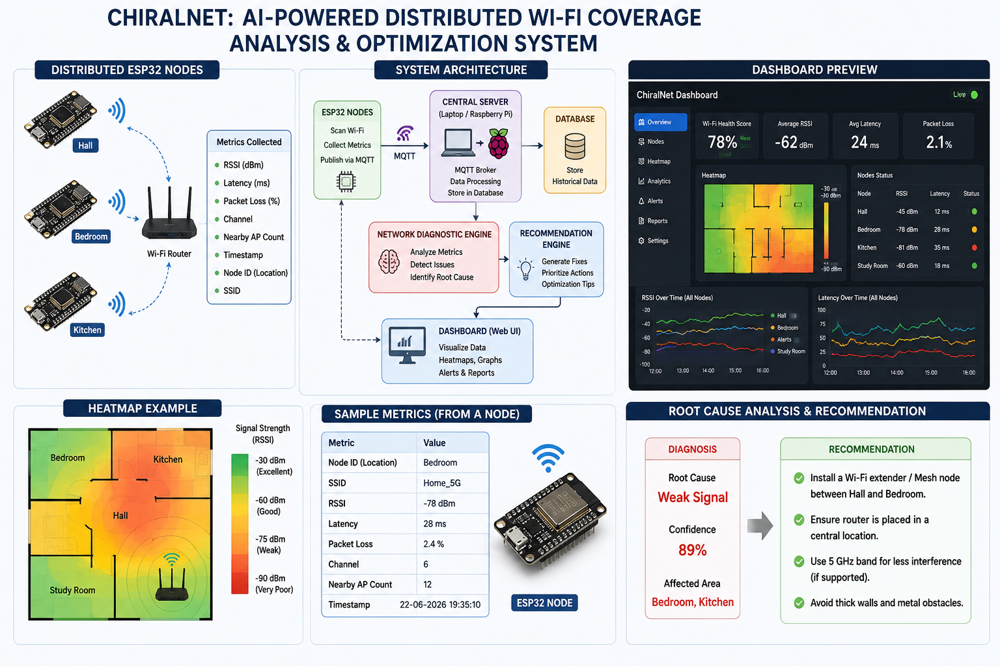 CHIRALNET: AI-POWERED DISTRIBUTED WI-FI COVERAGE
ANALYSIS & OPTIMIZATION SYSTEM
DISTRIBUTED ESP32 NODES
Hall
Bedroom
Kitchen
Wi-Fi Router
Metrics Collected
RSSI (dBm)
Latency (ms)
Packet Loss (%)
Channel
Nearby AP Count
Timestamp
Node ID (Location)
SSID
SYSTEM ARCHITECTURE
ESP32 NODES
Scan Wi-Fi
Collect Metrics
Publish via MQTT
MQTT
CENTRAL SERVER
(Laptop / Raspberry Pi)
MQTT Broker
Data Processing
Store in Database
DATABASE
Store
Historical Data
NETWORK DIAGNOSTIC ENGINE
Analyze Metrics
Detect Issues
Identify Root Cause
RECOMMENDATION
ENGINE
Generate Fixes
Prioritize Actions
Optimization Tips
DASHBOARD (Web UI)
Visualize Data
Heatmaps, Graphs
Alerts & Reports
DASHBOARD PREVIEW
ChiralNet Dashboard
Live
Overview
Nodes
Heatmap
Analytics
Alerts
Reports
Settings
Wi-Fi Health Score
78%
Average RSSI
-62 dBm
Avg Latency
24 ms
Packet Loss
2.1%
Heatmap
-30
-30 dBm
-90 dBm
Nodes Status
Node RSSI Latency Status
Hall -45 dBm 12 ms
Bedroom -78 dBm 28 ms
Kitchen -81 dBm 35 ms
Study Room -60 dBm 18 ms
RSSI Over Time (All Nodes)
-20
-40
-60
-80
-100
12:00 13:00 14:00 15:00 16:00
Hall
Bedroom
Alerts
Study Room
Latency Over Time (All Nodes)
100
75
50
25
0
12:00 13:00 14:00 15:00 16:00
HEATMAP EXAMPLE
Bedroom
Kitchen
Hall
Study Room
Signal Strength
(RSSI)
-30 dBm
(Excellent)
-60 dBm
(Good)
-75 dBm
(Weak)
-90 dBm
(Very Poor)
SAMPLE METRICS (FROM A NODE)
Metric Value
Node ID (Location) Bedroom
SSID Home_5G
RSSI -78 dBm
Latency 28 ms
Packet Loss 2.4 %
Channel 6
Nearby AP Count 12
Timestamp 22-06-2026 19:35:10
ESP32 NODE
ROOT CAUSE ANALYSIS & RECOMMENDATION
DIAGNOSIS
Root Cause
Weak Signal
Confidence
89%
Affected Area
Bedroom, Kitchen
RECOMMENDATION
Install a Wi-Fi extender / Mesh node
between Hall and Bedroom.
Ensure router is placed in a
central location.
Use 5 GHz band for less interference
(if supported).
Avoid thick walls and metal obstacles.